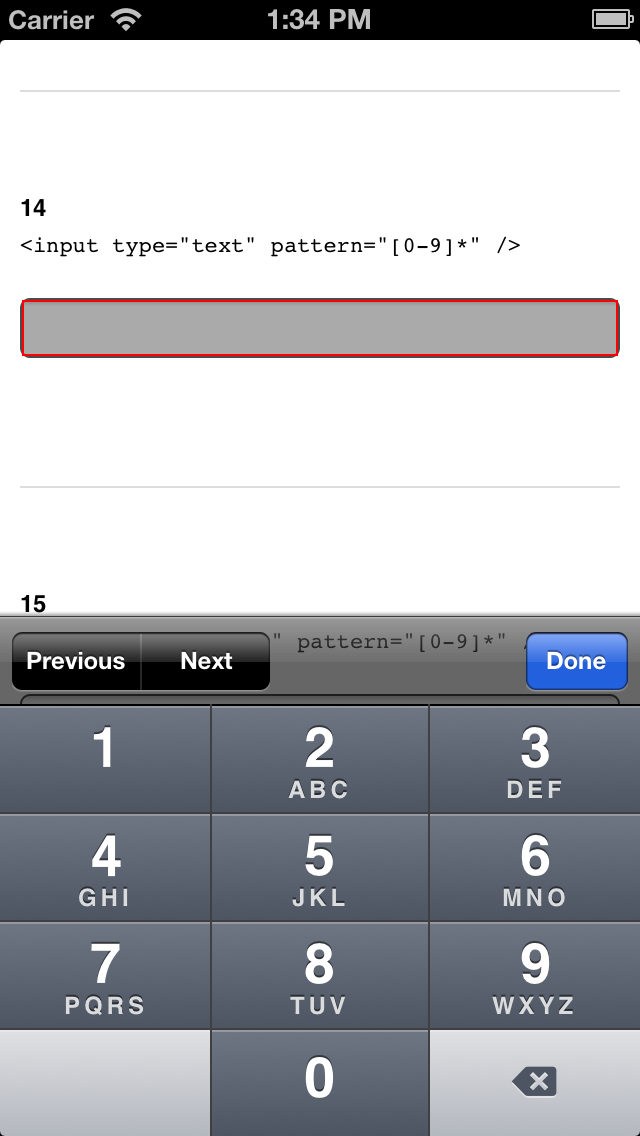 Carrier 1:34 PM
14
<input type="text" pattern="[0-9]*" />
15
" pattern="[0-9]*" /
Previous Next Done
1 2 3
ABC DEF
4 5 6
GHI JKL MNO
7 8 9
PQRS TUV WXYZ
0